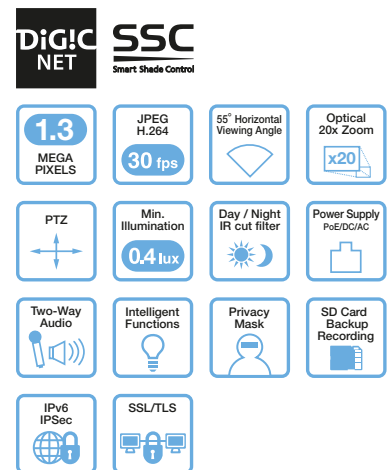 DiG!C
NET
SSC
Smart Shade Control
1.3
MEGA
PIXELS
JPEG
H.264
30 fps
55° Horizontal
Viewing Angle
Optical
20x Zoom
x20
PTZ
Min.
Illumination
0.4 lux
Day / Night
IR cut filter
Power Supply
PoE/DC/AC
Two-Way
Audio
Intelligent
Functions
Privacy
Mask
SD Card
Backup
Recording
IPv6
IPSec
SSL/TLS